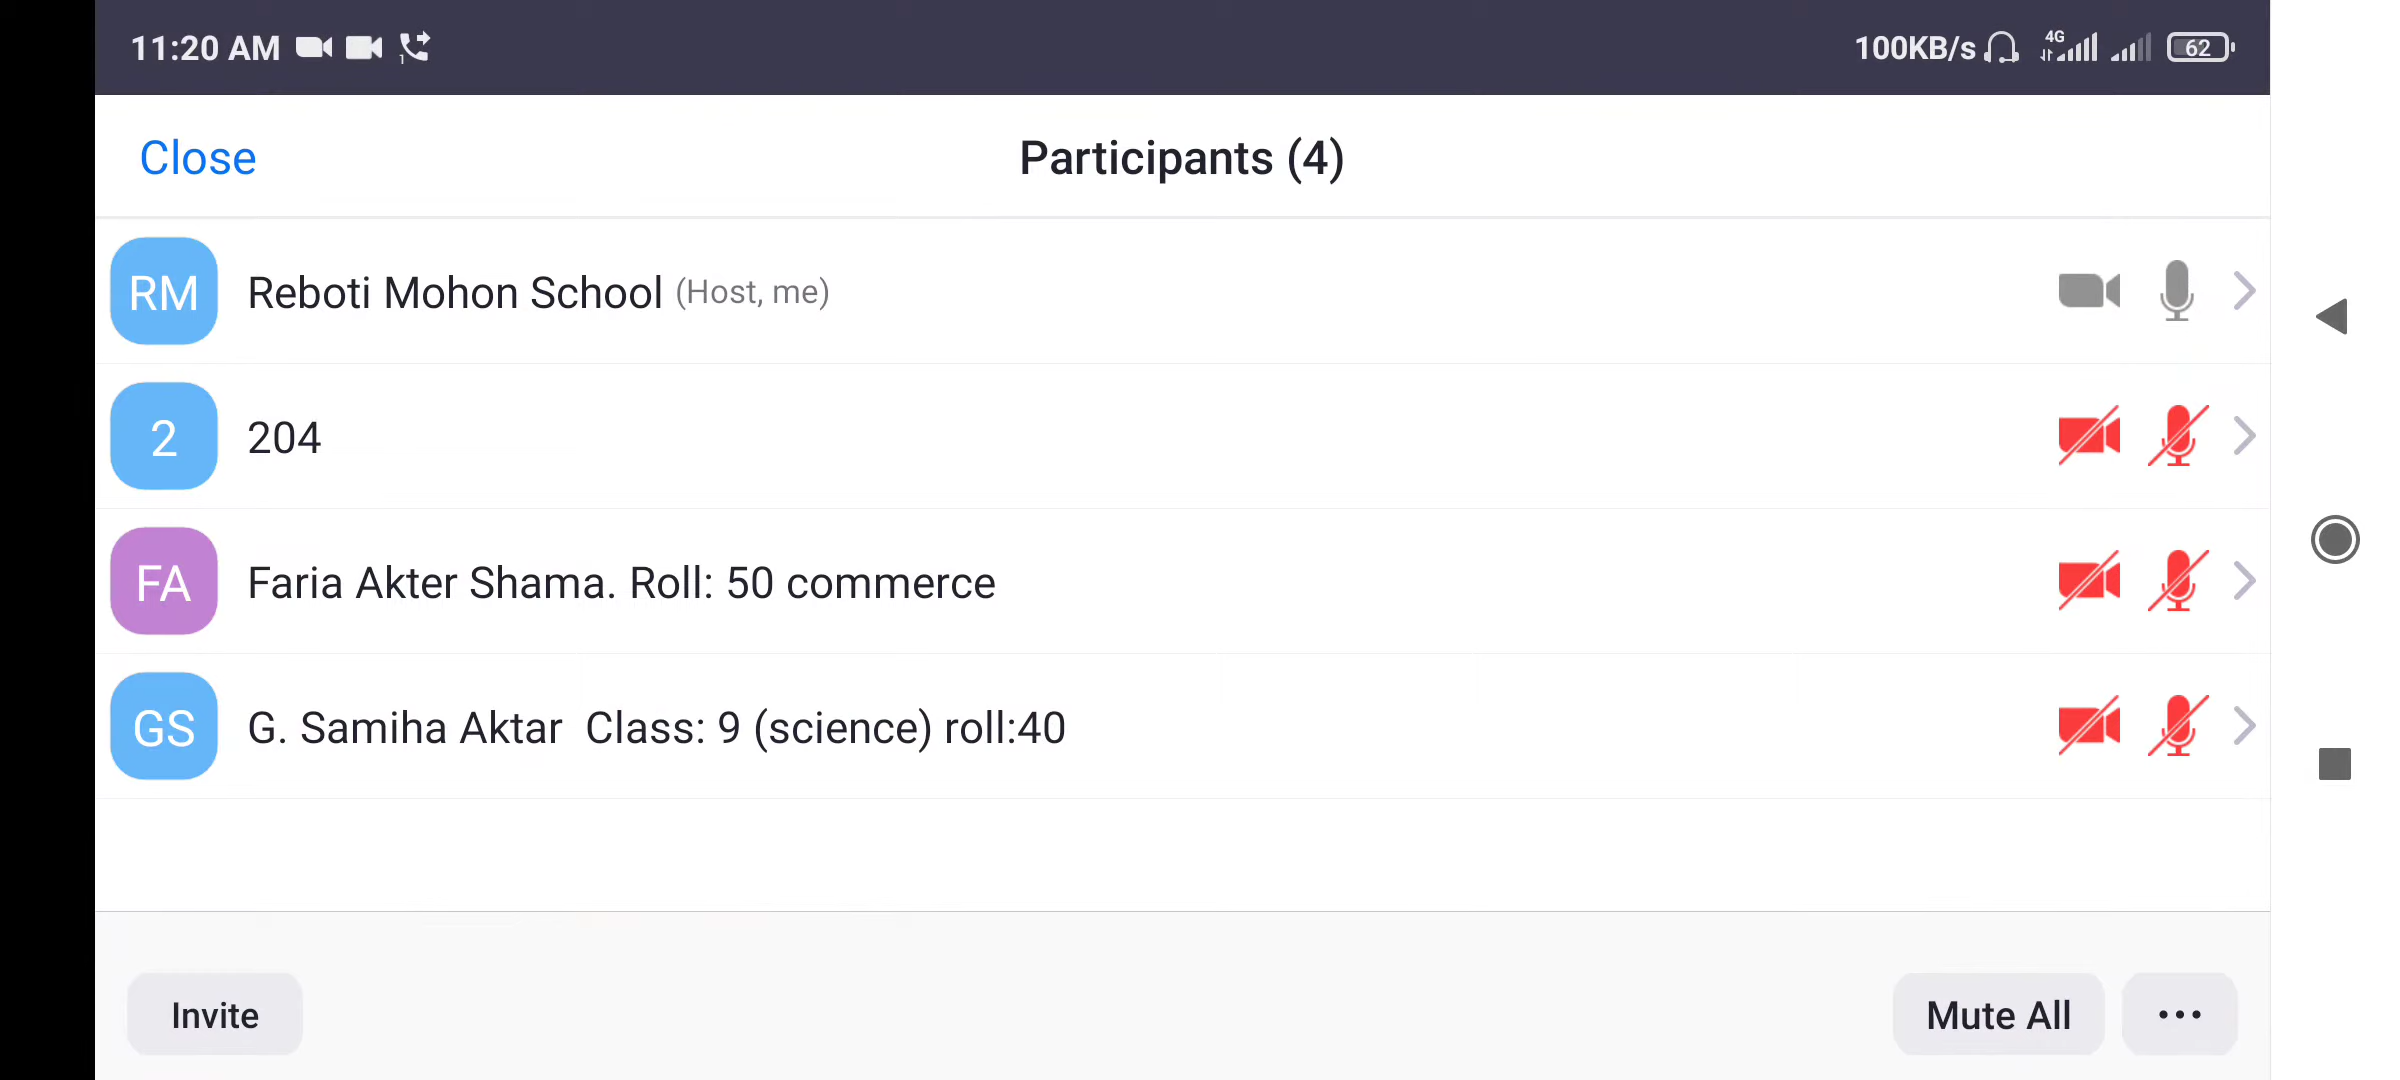 11:20 AM 1 100KB/s 4G 62
Close Participants (4)
RM Reboti Mohon School (Host, me)
2 204
FA Faria Akter Shama. Roll: 50 commerce
GS G. Samiha Aktar  Class: 9 (science) roll:40
Invite Mute All ...